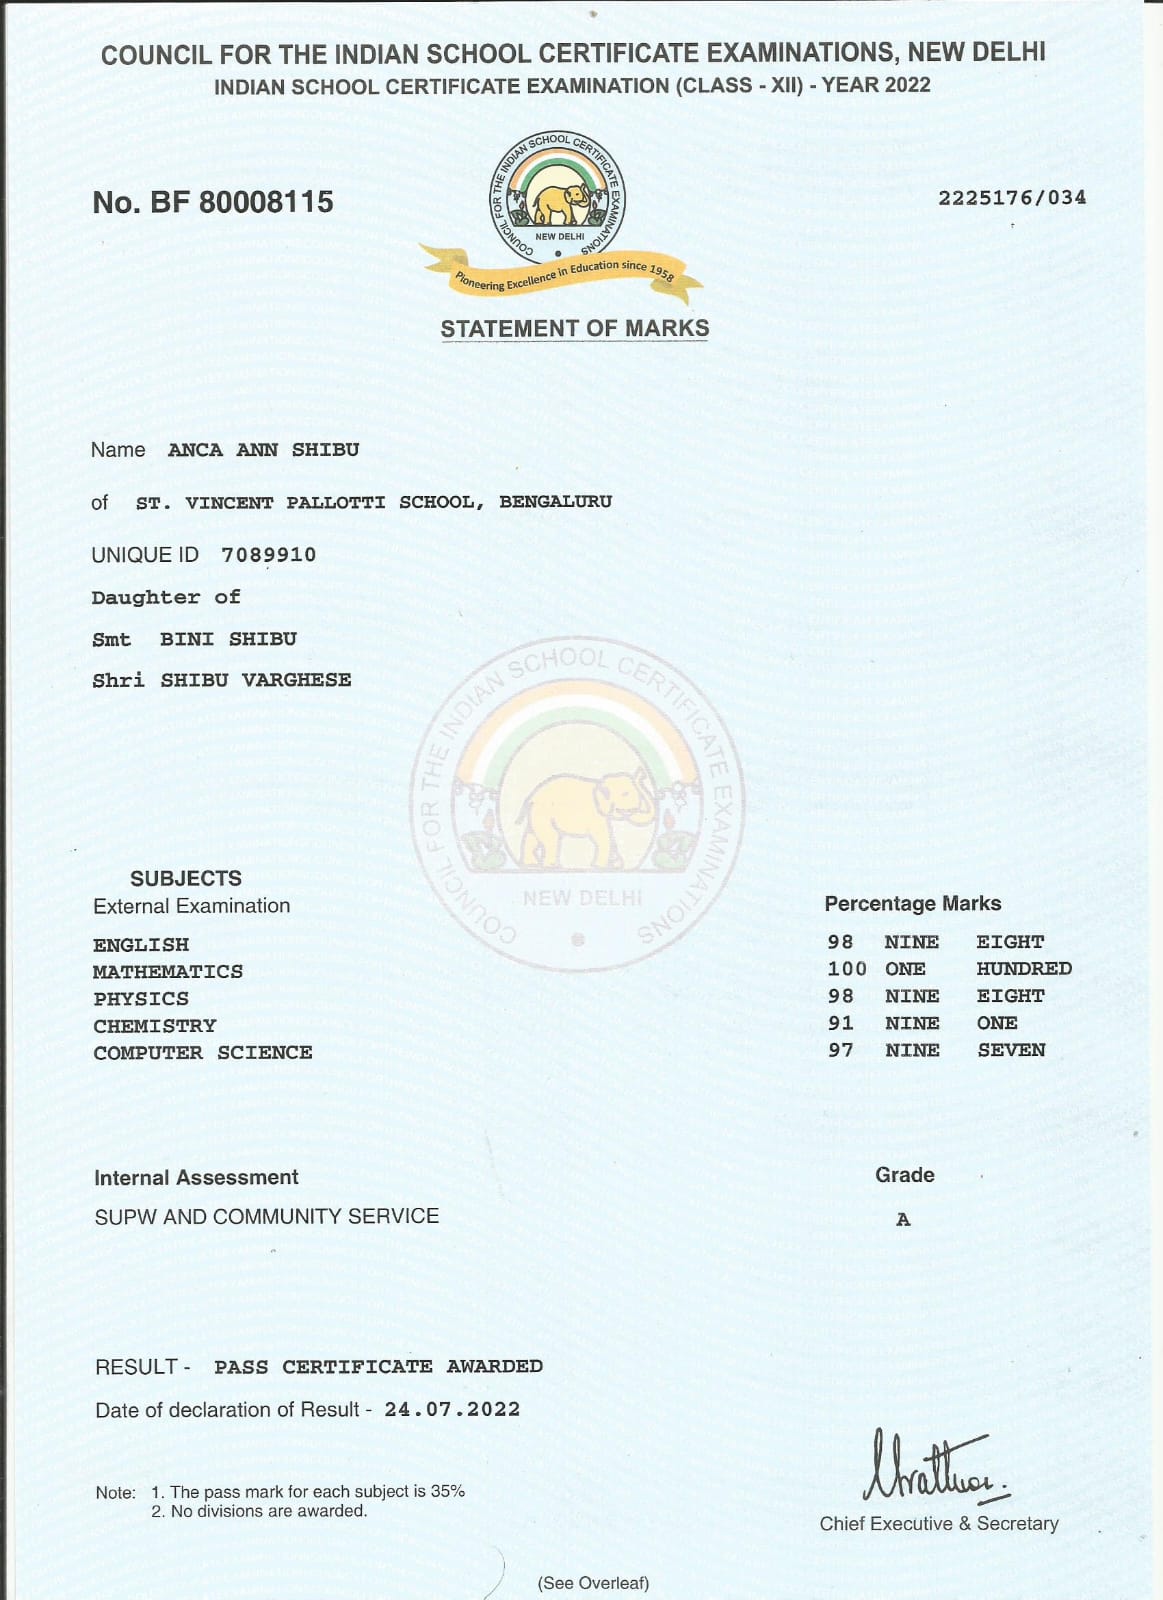 COUNCIL FOR THE INDIAN SCHOOL CERTIFICATE EXAMINATIONS, NEW DELHI
INDIAN SCHOOL CERTIFICATE EXAMINATION (CLASS - XII) - YEAR 2022
No. BF 80008115
COUNCIL FOR THE INDIAN SCHOOL CERTIFICATE EXAMINATIONS
NEW DELHI
2225176/034
Pioneering Excellence in Education since 1958
STATEMENT OF MARKS
Name ANCA ANN SHIBU
of ST. VINCENT PALLOTTI SCHOOL, BENGALURU
UNIQUE ID 7089910
Daughter of
Smt BINI SHIBU
Shri SHIBU VARGHESE
COUNCIL FOR THE INDIAN SCHOOL CERTIFICATE EXAMINATIONS
NEW DELHI
SUBJECTS
External Examination Percentage Marks
ENGLISH 98 NINE EIGHT
MATHEMATICS 100 ONE HUNDRED
PHYSICS 98 NINE EIGHT
CHEMISTRY 91 NINE ONE
COMPUTER SCIENCE 97 NINE SEVEN
Internal Assessment Grade
SUPW AND COMMUNITY SERVICE A
RESULT - PASS CERTIFICATE AWARDED
Date of declaration of Result - 24.07.2022
Note: 1. The pass mark for each subject is 35%
2. No divisions are awarded.
Chief Executive & Secretary
(See Overleaf)